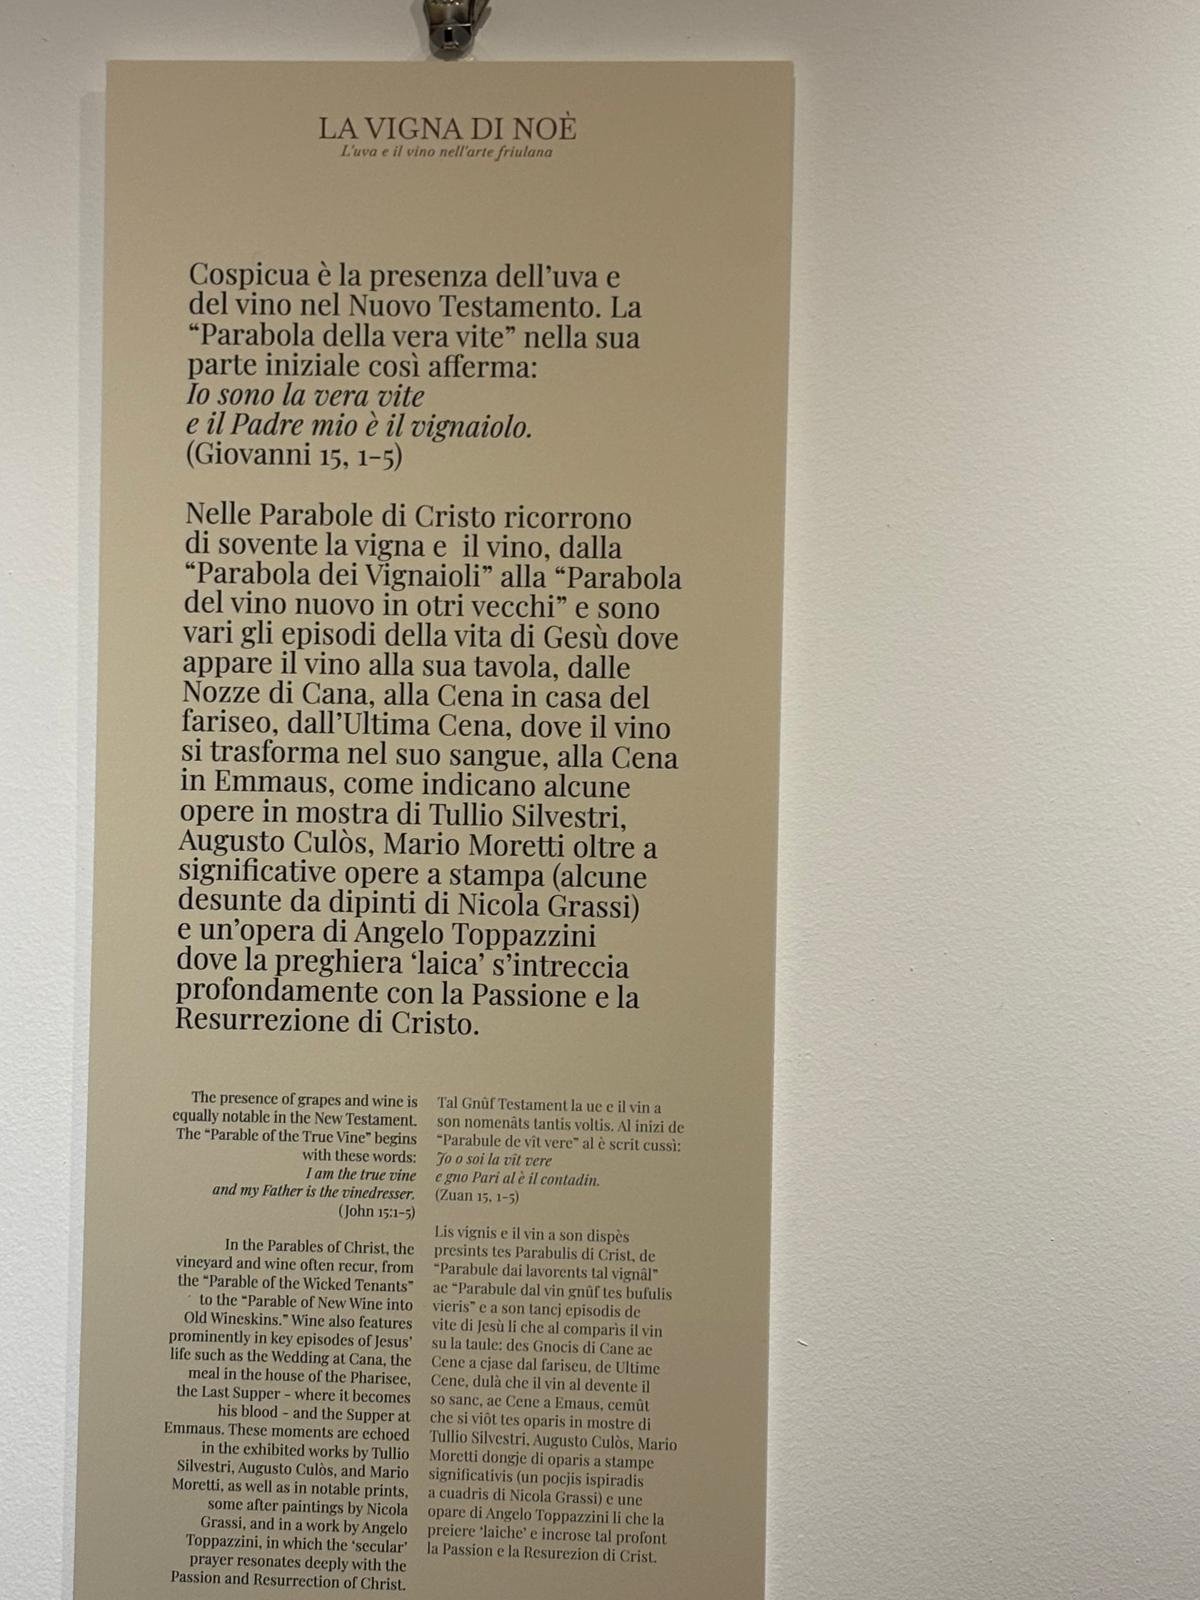 LA VIGNA DI NOÈ
L'uva e il vino nell'arte friulana
Cospicua è la presenza dell'uva e
del vino nel Nuovo Testamento. La
“Parabola della vera vite” nella sua
parte iniziale così afferma:
Io sono la vera vite
e il Padre mio è il vignaiolo.
(Giovanni 15, 1-5)
Nelle Parabole di Cristo ricorrono
di sovente la vigna e il vino, dalla
“Parabola dei Vignaioli” alla “Parabola
del vino nuovo in otri vecchi” e sono
vari gli episodi della vita di Gesù dove
appare il vino alla sua tavola, dalle
Nozze di Cana, alla Cena in casa del
fariseo, dall'Ultima Cena, dove il vino
si trasforma nel suo sangue, alla Cena
in Emmaus, come indicano alcune
opere in mostra di Tullio Silvestri,
Augusto Culòs, Mario Moretti oltre a
significative opere a stampa (alcune
desunte da dipinti di Nicola Grassi)
e un'opera di Angelo Toppazzini
dove la preghiera ‘laica’ s'intreccia
profondamente con la Passione e la
Resurrezione di Cristo.
The presence of grapes and wine is
equally notable in the New Testament.
The “Parable of the True Vine” begins
with these words:
I am the true vine
and my Father is the vinedresser.
(John 15:1-5)
In the Parables of Christ, the
vineyard and wine often recur, from
the “Parable of the Wicked Tenants”
to the “Parable of New Wine into
Old Wineskins.” Wine also features
prominently in key episodes of Jesus'
life such as the Wedding at Cana, the
meal in the house of the Pharisee,
the Last Supper – where it becomes
his blood – and the Supper at
Emmaus. These moments are echoed
in the exhibited works by Tullio
Silvestri, Augusto Culòs, and Mario
Moretti, as well as in notable prints,
some after paintings by Nicola
Grassi, and in a work by Angelo
Toppazzini, in which the ‘secular’
prayer resonates deeply with the
Passion and Resurrection of Christ.
Tal Gnûf Testament la ue e il vin a
son nomenâts tantis voltis. Al inizi de
“Parabule de vît vere” al è scrit cussì:
Jo o soi la vît vere
e gno Pari al è il contadin.
(Zuan 15, 1-5)
Lis vignis e il vin a son dispès
presints tes Parabulis di Crist, de
“Parabule dai lavorents tal vignâl”
ae “Parabule dal vin gnûf tes bufulis
vieris” e a son tancj episodis de
vite di Jesù li che al comparìs il vin
su la taule: des Gnocis di Cane ae
Cene a cjase dal fariseu, de Ultime
Cene, dulà che il vin al devente il
so sanc, ae Cene a Emaus, cemût
che si viôt tes oparis in mostre di
Tullio Silvestri, Augusto Culòs, Mario
Moretti dongje di oparis a stampe
significativis (un pocjis ispiradis
a cuadris di Nicola Grassi) e une
opare di Angelo Toppazzini li che la
preiere ‘laiche’ e incrose tal profont
la Passion e la Resurezion di Crist.